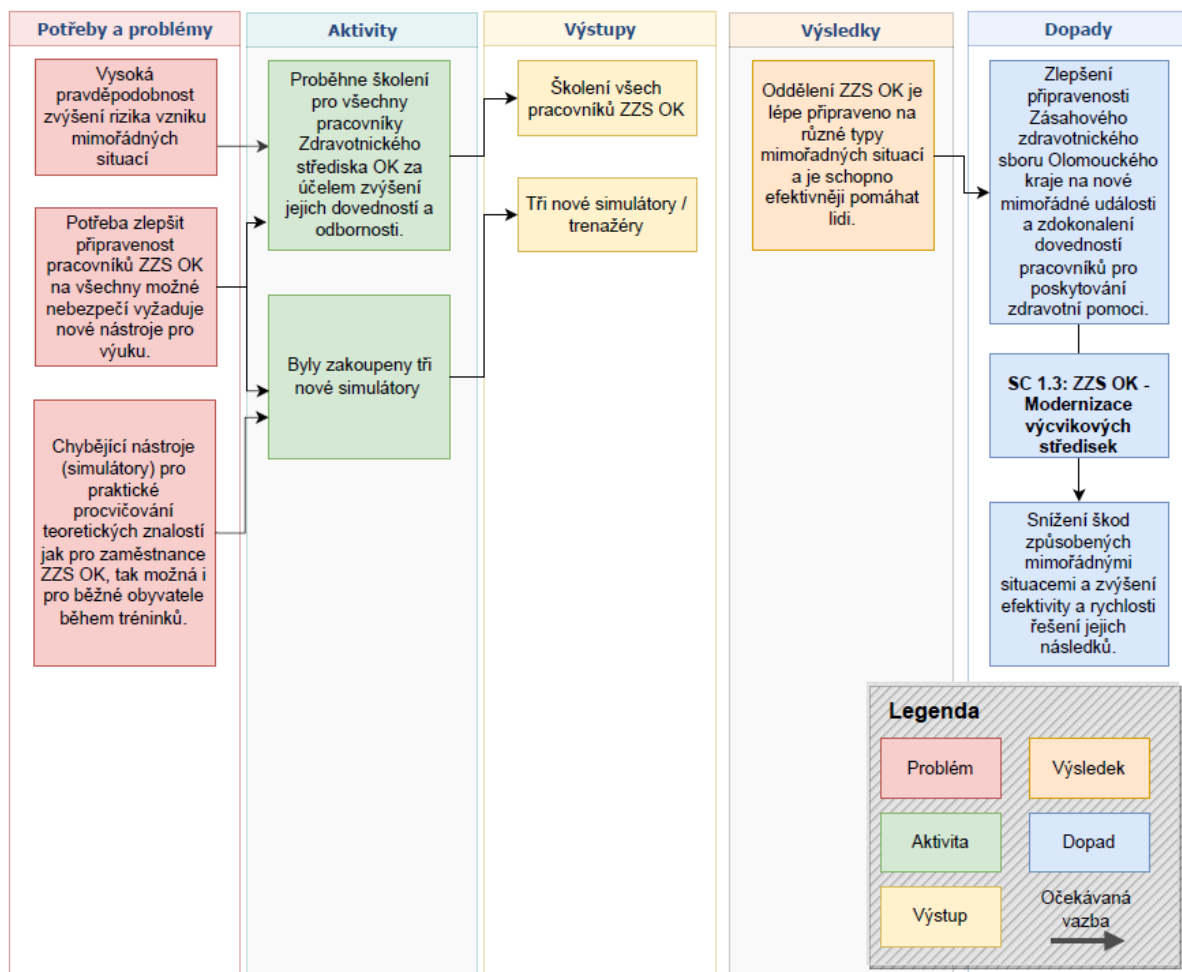 Potřeby a problémy
Vysoká
pravděpodobnost
zvýšení rizika vzniku
mimořádných
situací
Potřeba zlepšit
připravenost
pracovníků ZZS OK
na všechny možné
nebezpečí vyžaduje
nové nástroje pro
výuku.
Chybějící nástroje
(simulátory) pro
praktické
procvičování
teoretických znalostí
jak pro zaměstnance
ZZS OK, tak možná i
pro běžné obyvatele
během tréninků.
Aktivity
Proběhne školení
pro všechny
pracovníky
Zdravotnického
střediska OK za
účelem zvýšení
jejich dovedností a
odbornosti.
Byly zakoupeny tři
nové simulátory
Výstupy
Školení všech
pracovníků ZZS OK
Tři nové simulátory /
trenažéry
Výsledky
Oddělení ZZS OK je
lépe připraveno na
různé typy
mimořadných situací
a je schopno
efektivněji pomáhat
lidi.
Dopady
Zlepšení
připravenosti
Zásahového
zdravotnického
sboru Olomouckého
kraje na nové
mimořádné události
a zdokonalení
dovedností
pracovníků pro
poskytování
zdravotní pomoci.
SC 1.3: ZZS OK -
Modernizace
výcvikových
středisek
Snížení škod
způsobených
mimořádnými
situacemi a zvýšení
efektivity a rychlosti
řešení jejich
následků.
Legenda
Problém
Výsledek
Aktivita
Dopad
Výstup
Očekávaná
vazba